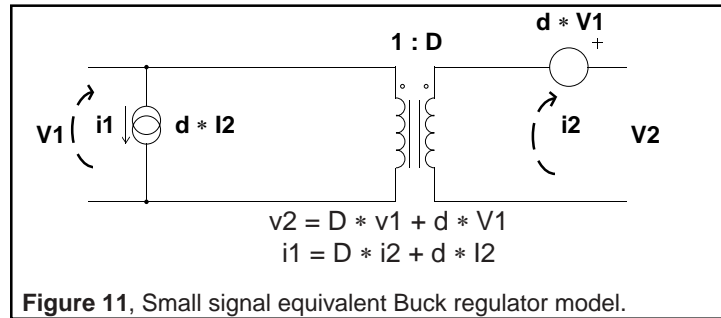 d * V1
+
1 : D
V1
i1
d * I2
i2
V2
v2 = D * v1 + d * V1
i1 = D * i2 + d * I2
Figure 11, Small signal equivalent Buck regulator model.